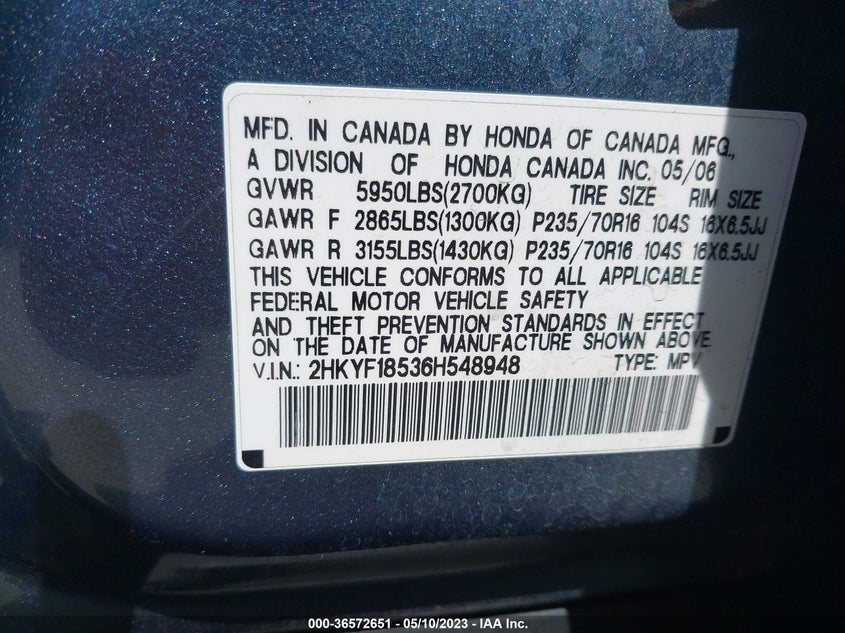 MFD. IN CANADA BY HONDA OF CANADA MFG.,
A DIVISION OF HONDA CANADA INC. 05/06
GVWR 5950LBS(2700KG) TIRE SIZE RIM SIZE
GAWR F 2865LBS(1300KG) P235/70R16 104S 16X6.5JJ
GAWR R 3155LBS(1430KG) P235/70R16 104S 16X6.5JJ
THIS VEHICLE CONFORMS TO ALL APPLICABLE
FEDERAL MOTOR VEHICLE SAFETY
AND THEFT PREVENTION STANDARDS IN EFFECT
ON THE DATE OF MANUFACTURE SHOWN ABOVE
V.I.N.: 2HKYF18536H548948 TYPE: MPV
000-36572651 - 05/10/2023 - IAA Inc.